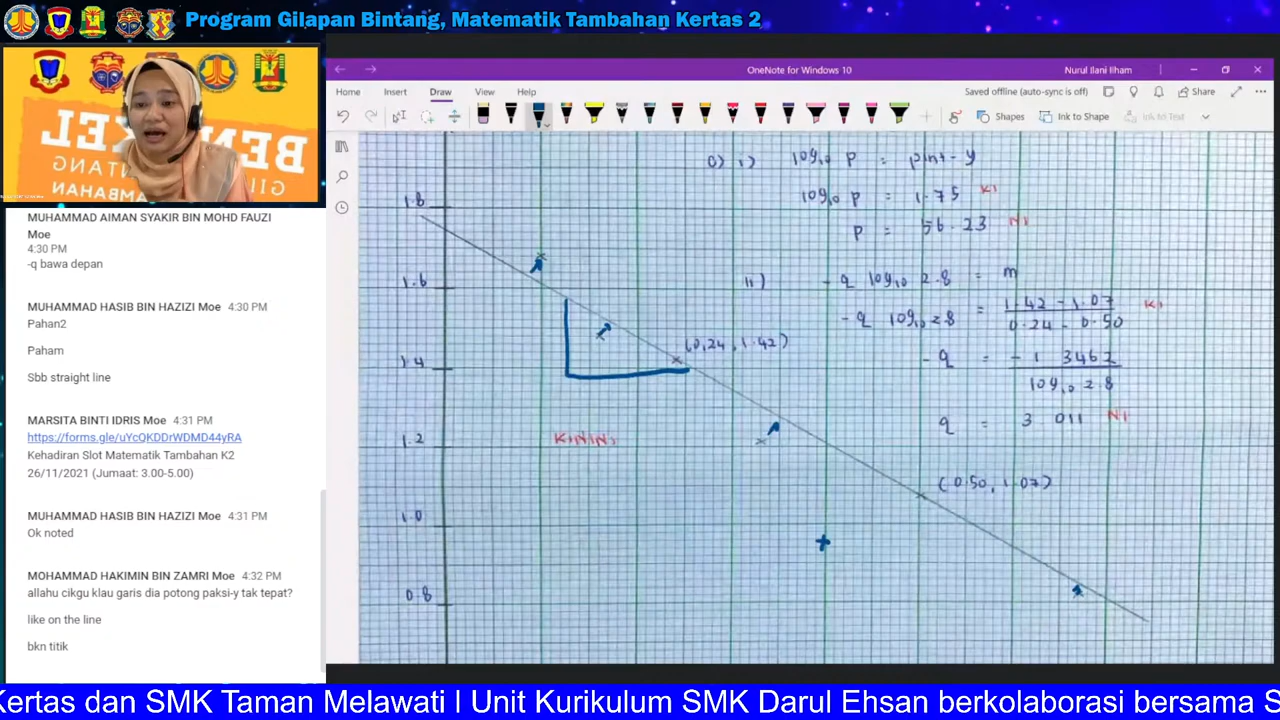 Program Gilapan Bintang, Matematik Tambahan Kertas 2
BENGKEL
GIL
NTANG
TAMBAHAN
OneNote for Windows 10
Nurul Ilani Ilham
Home Insert Draw View Help
Saved offline (auto-sync is off)
Share
Shapes
Ink to Shape
Ink to Text
MUHAMMAD AIMAN SYAKIR BIN MOHD FAUZI
Moe
4:30 PM
-q bawa depan
MUHAMMAD HASIB BIN HAZIZI Moe 4:30 PM
Pahan2
Paham
Sbb straight line
MARSITA BINTI IDRIS Moe 4:31 PM
https://forms.gle/uYcQKDDrWDMD44yRA
Kehadiran Slot Matematik Tambahan K2
26/11/2021 (Jumaat: 3.00-5.00)
MUHAMMAD HASIB BIN HAZIZI Moe 4:31 PM
Ok noted
MOHAMMAD HAKIMIN BIN ZAMRI Moe 4:32 PM
allahu cikgu klau garis dia potong paksi-y tak tepat?
like on the line
bkn titik
c) i) log10 p = pint-y
log10 p = 1.75 K1
p = 56.23 N1
ii) - q log10 2.8 = m
- q log10 2.8 = 1.42 - 1.07 K1
0.24 - 0.50
- q = -1 3462
log10 2.8
q = 3 011 N1
1.8
1.6
1.4
1.2
1.0
0.8
(0.24, 1.42)
K1N1N1
(0.50, 1.07)
Kertas dan SMK Taman Melawati l Unit Kurikulum SMK Darul Ehsan berkolaborasi bersama S